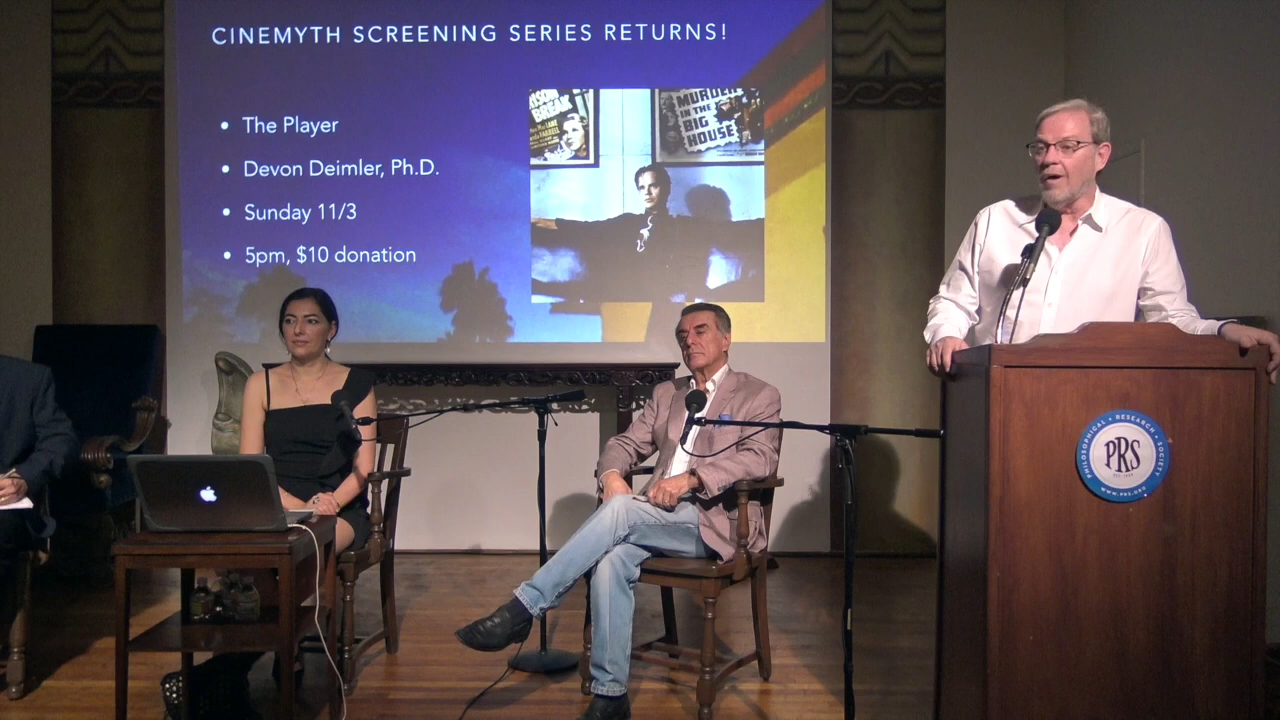 CINEMYTH SCREENING SERIES RETURNS!
• The Player
• Devon Deimler, Ph.D.
• Sunday 11/3
• 5pm, $10 donation
BREAK
MURDER
IN THE
BIG
HOUSE
PHILOSOPHICAL • RESEARCH • SOCIETY
PRS
WWW.PRS.ORG